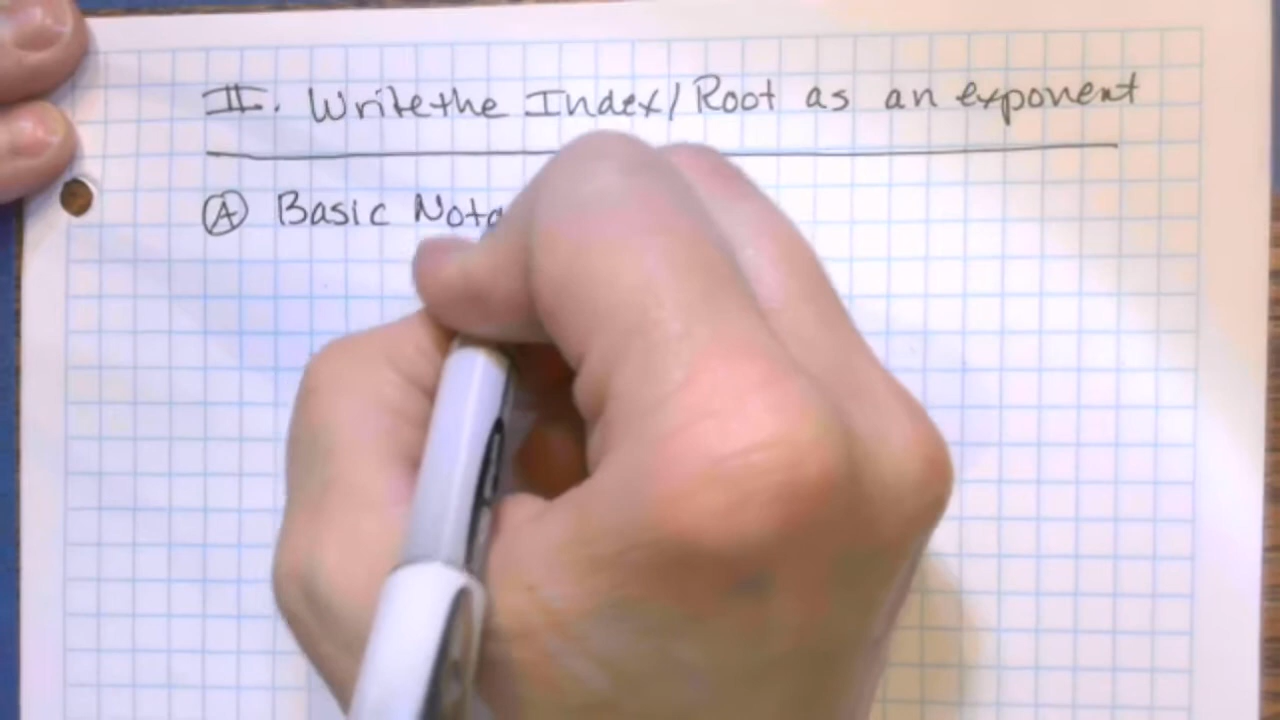 II. Write the Index/Root as an exponent
Ⓐ Basic Nota